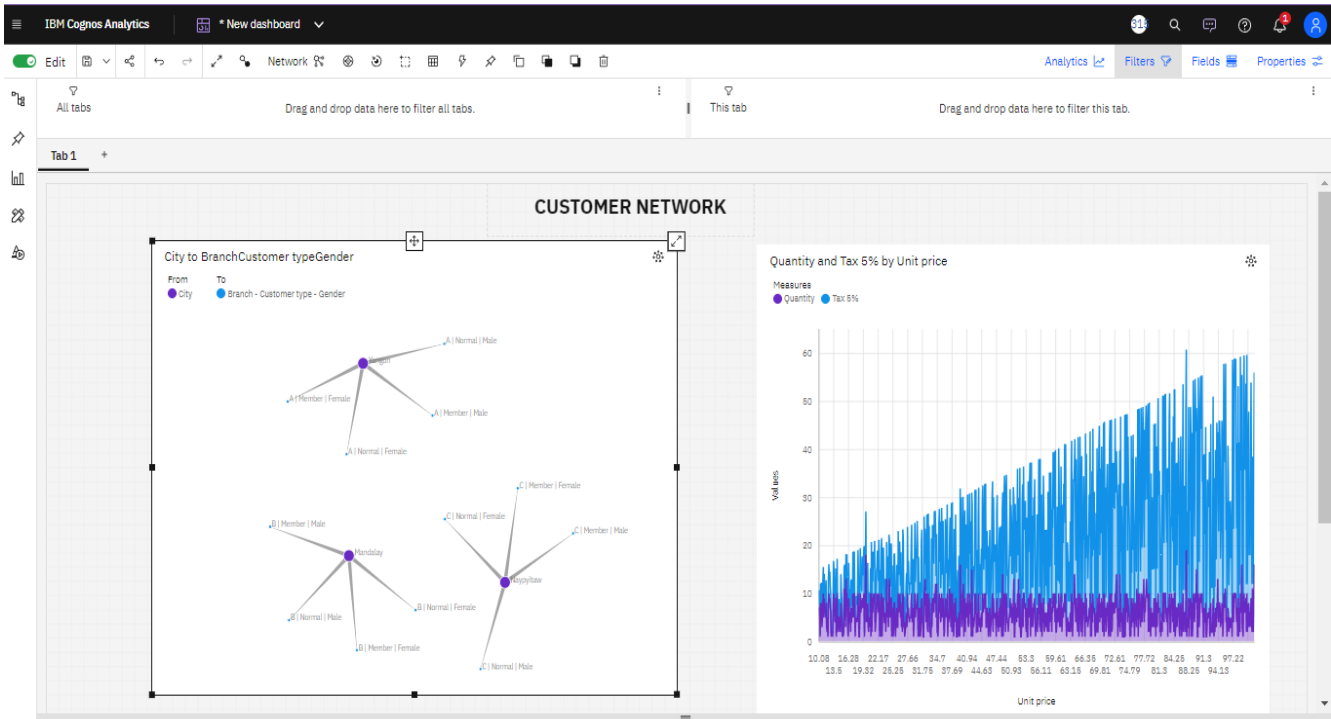 IBM Cognos Analytics
* New dashboard
1
Edit
Network
Analytics
Filters
Fields
Properties
All tabs
Drag and drop data here to filter all tabs.
This tab
Drag and drop data here to filter this tab.
Tab 1 +
CUSTOMER NETWORK
City to BranchCustomer typeGender
From To
City Branch - Customer type - Gender
A | Normal | Male
A | Member | Female
A | Member | Male
A | Normal | Female
C | Member | Female
C | Normal | Female
B | Member | Male
C | Member | Male
Mandalay
Naypyitaw
B | Normal | Female
B | Normal | Male
B | Member | Female
C | Normal | Male
Quantity and Tax 5% by Unit price
Measures
Quantity Tax 5%
60
50
40
30
20
10
0
Values
10.08 16.28 22.17 27.66 34.7 40.94 47.44 53.3 59.61 66.35 72.61 77.72 84.25 91.3 97.22
13.5 19.32 25.25 31.75 37.69 44.63 50.93 56.11 63.15 69.81 74.79 81.3 88.25 94.13
Unit price